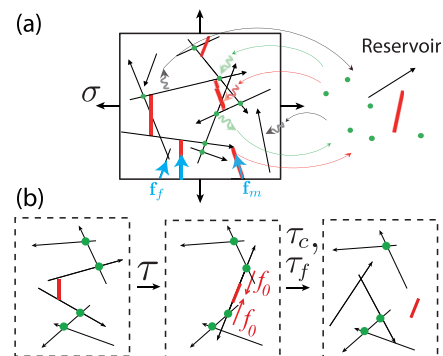 (a)
Reservoir
σ
f_f
f_m
(b)
τ
f_0
f_0
τ_c,
τ_f